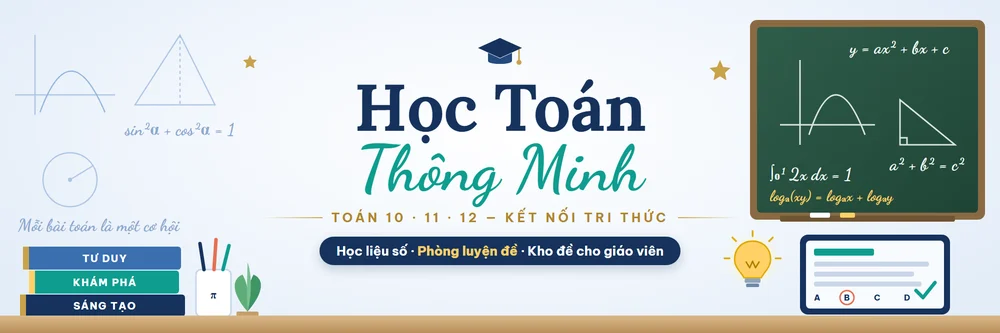 sin²α + cos²α = 1
Mỗi bài toán là một cơ hội
TƯ DUY
KHÁM PHÁ
SÁNG TẠO
π
Học Toán
Thông Minh
TOÁN 10 · 11 · 12 – KẾT NỐI TRI THỨC
Học liệu số · Phòng luyện đề · Kho đề cho giáo viên
y = ax² + bx + c
a² + b² = c²
∫₀¹ 2x dx = 1
logₐ(xy) = logₐx + logₐy
A B C D